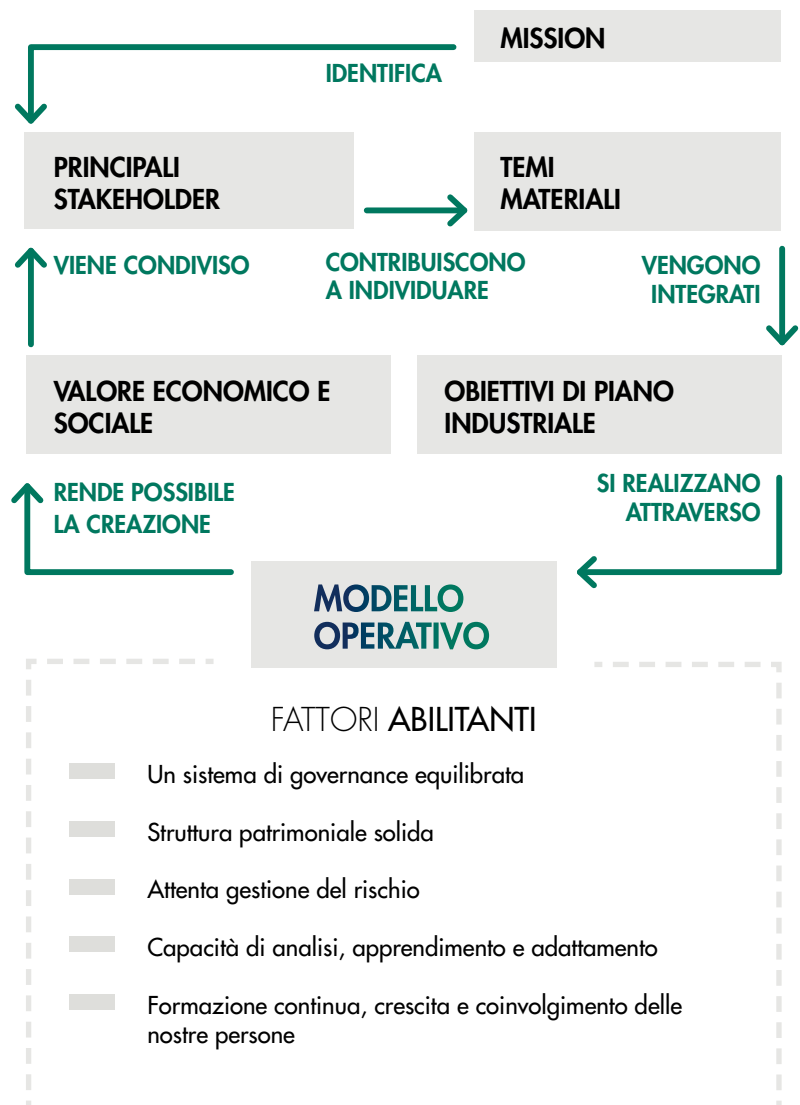 MISSION
IDENTIFICA
PRINCIPALI
STAKEHOLDER
TEMI
MATERIALI
VIENE CONDIVISO
CONTRIBUISCONO
A INDIVIDUARE
VENGONO
INTEGRATI
VALORE ECONOMICO E
SOCIALE
OBIETTIVI DI PIANO
INDUSTRIALE
RENDE POSSIBILE
LA CREAZIONE
SI REALIZZANO
ATTRAVERSO
MODELLO
OPERATIVO
FATTORI ABILITANTI
Un sistema di governance equilibrata
Struttura patrimoniale solida
Attenta gestione del rischio
Capacità di analisi, apprendimento e adattamento
Formazione continua, crescita e coinvolgimento delle
nostre persone